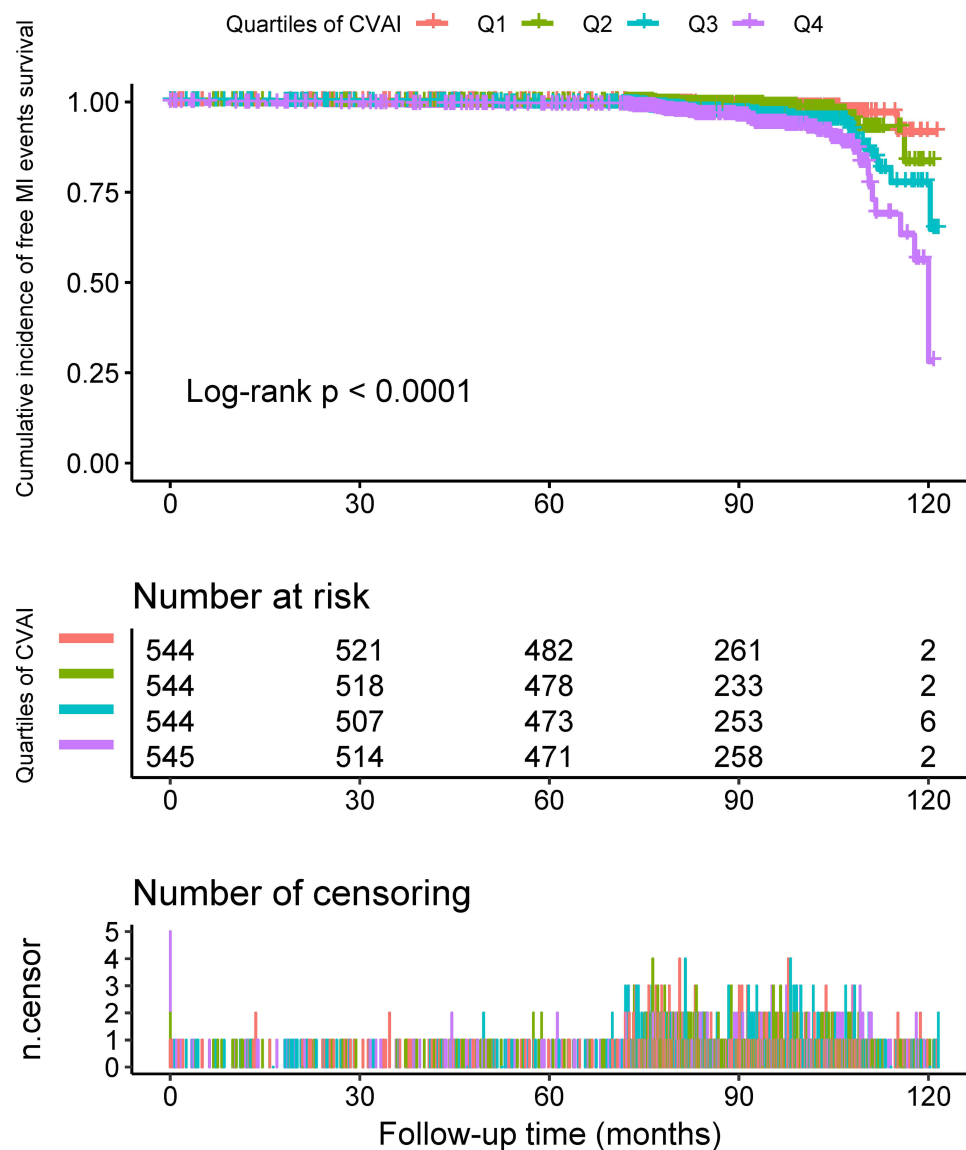 Quartiles of CVAI Q1 Q2 Q3 Q4
Cumulative incidence of free MI events survival
1.00
0.75
0.50
0.25
0.00
Log-rank p < 0.0001
0 30 60 90 120
Number at risk
Quartiles of CVAI
544 521 482 261 2
544 518 478 233 2
544 507 473 253 6
545 514 471 258 2
0 30 60 90 120
Number of censoring
n.censor
5
4
3
2
1
0
0 30 60 90 120
Follow-up time (months)